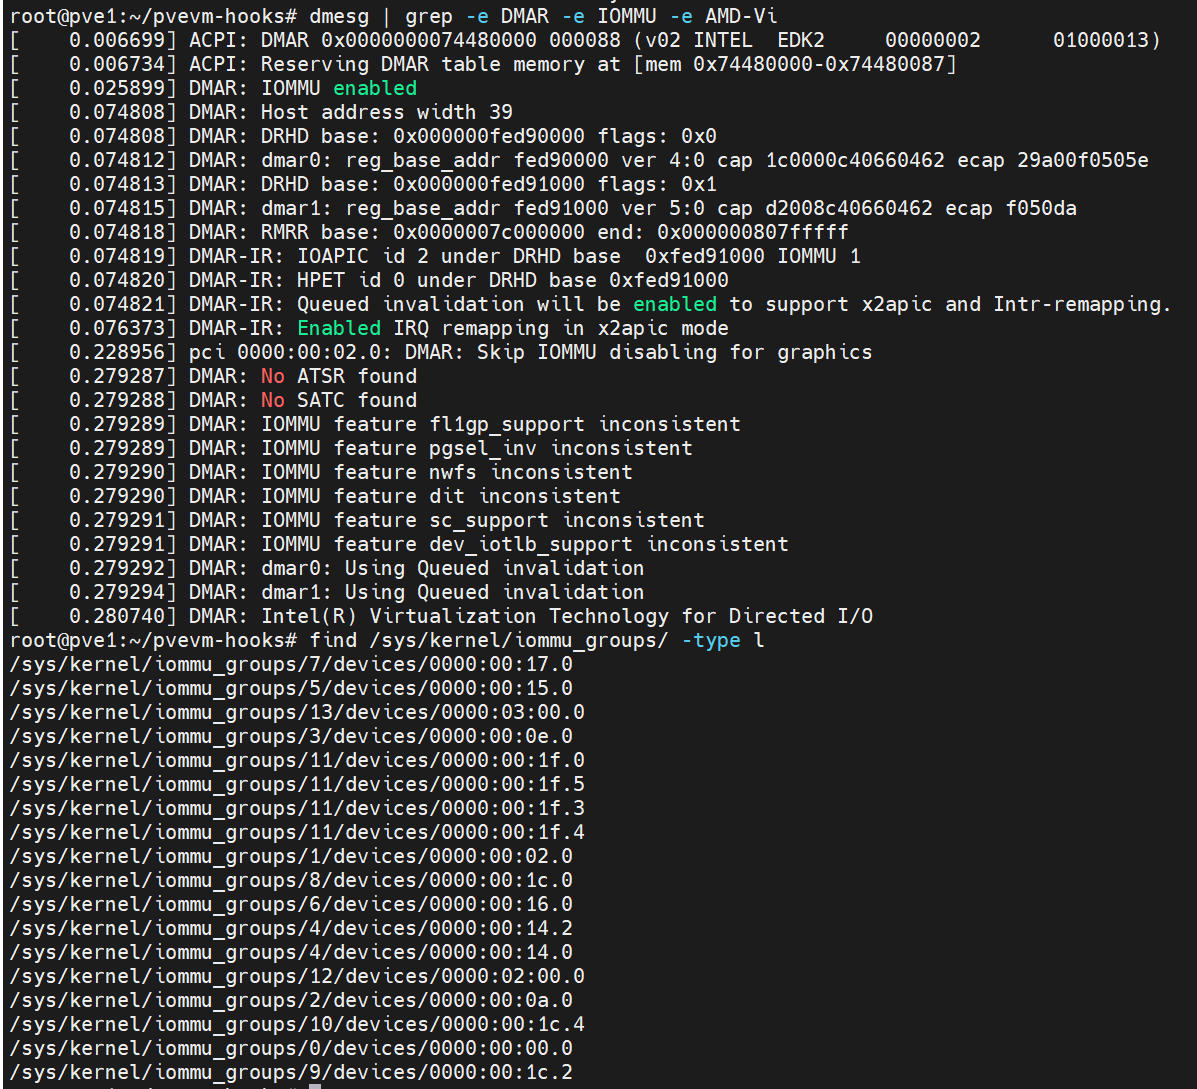 root@pve1:~/pvevm-hooks# dmesg | grep -e DMAR -e IOMMU -e AMD-Vi
[    0.006699] ACPI: DMAR 0x0000000074480000 000088 (v02 INTEL  EDK2     00000002      01000013)
[    0.006734] ACPI: Reserving DMAR table memory at [mem 0x74480000-0x74480087]
[    0.025899] DMAR: IOMMU enabled
[    0.074808] DMAR: Host address width 39
[    0.074808] DMAR: DRHD base: 0x000000fed90000 flags: 0x0
[    0.074812] DMAR: dmar0: reg_base_addr fed90000 ver 4:0 cap 1c0000c40660462 ecap 29a00f0505e
[    0.074813] DMAR: DRHD base: 0x000000fed91000 flags: 0x1
[    0.074815] DMAR: dmar1: reg_base_addr fed91000 ver 5:0 cap d2008c40660462 ecap f050da
[    0.074818] DMAR: RMRR base: 0x0000007c000000 end: 0x000000807fffff
[    0.074819] DMAR-IR: IOAPIC id 2 under DRHD base  0xfed91000 IOMMU 1
[    0.074820] DMAR-IR: HPET id 0 under DRHD base 0xfed91000
[    0.074821] DMAR-IR: Queued invalidation will be enabled to support x2apic and Intr-remapping.
[    0.076373] DMAR-IR: Enabled IRQ remapping in x2apic mode
[    0.228956] pci 0000:00:02.0: DMAR: Skip IOMMU disabling for graphics
[    0.279287] DMAR: No ATSR found
[    0.279288] DMAR: No SATC found
[    0.279289] DMAR: IOMMU feature fl1gp_support inconsistent
[    0.279289] DMAR: IOMMU feature pgsel_inv inconsistent
[    0.279290] DMAR: IOMMU feature nwfs inconsistent
[    0.279290] DMAR: IOMMU feature dit inconsistent
[    0.279291] DMAR: IOMMU feature sc_support inconsistent
[    0.279291] DMAR: IOMMU feature dev_iotlb_support inconsistent
[    0.279292] DMAR: dmar0: Using Queued invalidation
[    0.279294] DMAR: dmar1: Using Queued invalidation
[    0.280740] DMAR: Intel(R) Virtualization Technology for Directed I/O
root@pve1:~/pvevm-hooks# find /sys/kernel/iommu_groups/ -type l
/sys/kernel/iommu_groups/7/devices/0000:00:17.0
/sys/kernel/iommu_groups/5/devices/0000:00:15.0
/sys/kernel/iommu_groups/13/devices/0000:03:00.0
/sys/kernel/iommu_groups/3/devices/0000:00:0e.0
/sys/kernel/iommu_groups/11/devices/0000:00:1f.0
/sys/kernel/iommu_groups/11/devices/0000:00:1f.5
/sys/kernel/iommu_groups/11/devices/0000:00:1f.3
/sys/kernel/iommu_groups/11/devices/0000:00:1f.4
/sys/kernel/iommu_groups/1/devices/0000:00:02.0
/sys/kernel/iommu_groups/8/devices/0000:00:1c.0
/sys/kernel/iommu_groups/6/devices/0000:00:16.0
/sys/kernel/iommu_groups/4/devices/0000:00:14.2
/sys/kernel/iommu_groups/4/devices/0000:00:14.0
/sys/kernel/iommu_groups/12/devices/0000:02:00.0
/sys/kernel/iommu_groups/2/devices/0000:00:0a.0
/sys/kernel/iommu_groups/10/devices/0000:00:1c.4
/sys/kernel/iommu_groups/0/devices/0000:00:00.0
/sys/kernel/iommu_groups/9/devices/0000:00:1c.2